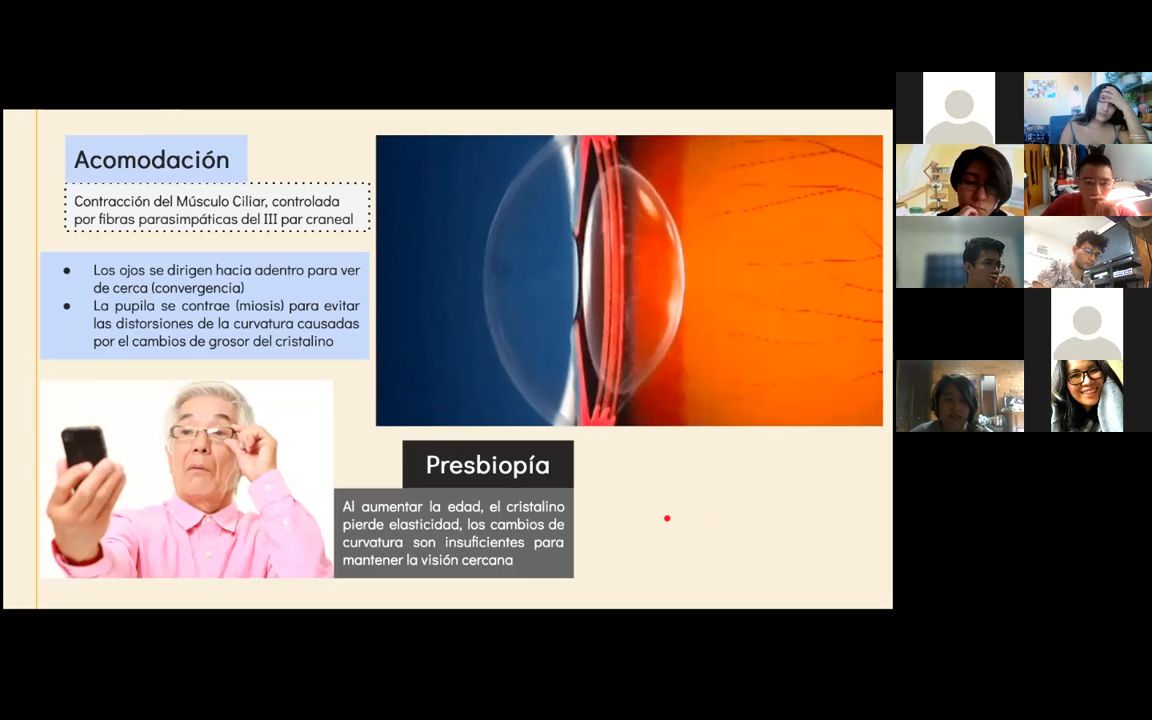 Acomodación
Contracción del Músculo Ciliar, controlada
por fibras parasimpáticas del III par craneal
● Los ojos se dirigen hacia adentro para ver
de cerca (convergencia)
● La pupila se contrae (miosis) para evitar
las distorsiones de la curvatura causadas
por el cambios de grosor del cristalino
Presbiopía
Al aumentar la edad, el cristalino
pierde elasticidad, los cambios de
curvatura son insuficientes para
mantener la visión cercana